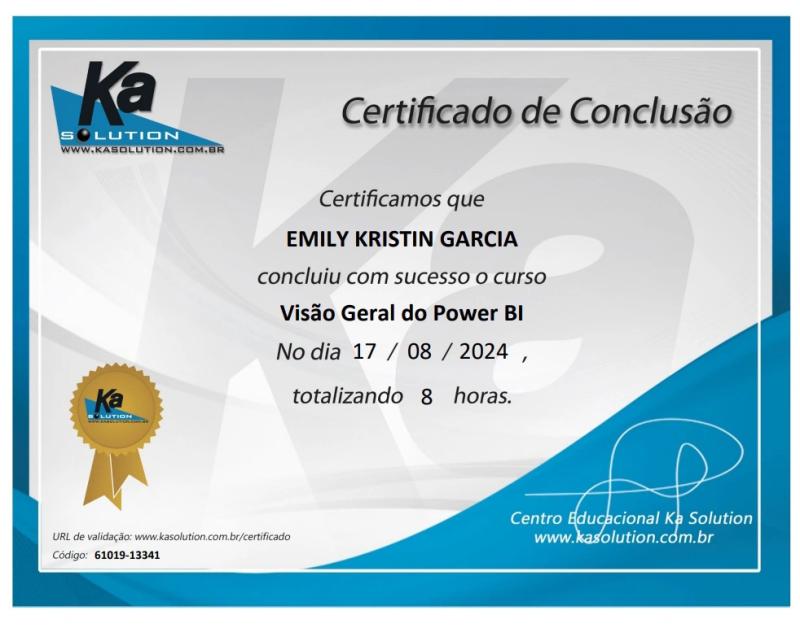 Ka
SOLUTION
WWW.KASOLUTION.COM.BR
Certificado de Conclusão
Certificamos que
EMILY KRISTIN GARCIA
concluiu com sucesso o curso
Visão Geral do Power BI
No dia 17 / 08 / 2024 ,
totalizando 8 horas.
Ka
SOLUTION
WWW.KASOLUTION.COM.BR
Centro Educacional Ka Solution
www.kasolution.com.br
URL de validação: www.kasolution.com.br/certificado
Código: 61019-13341